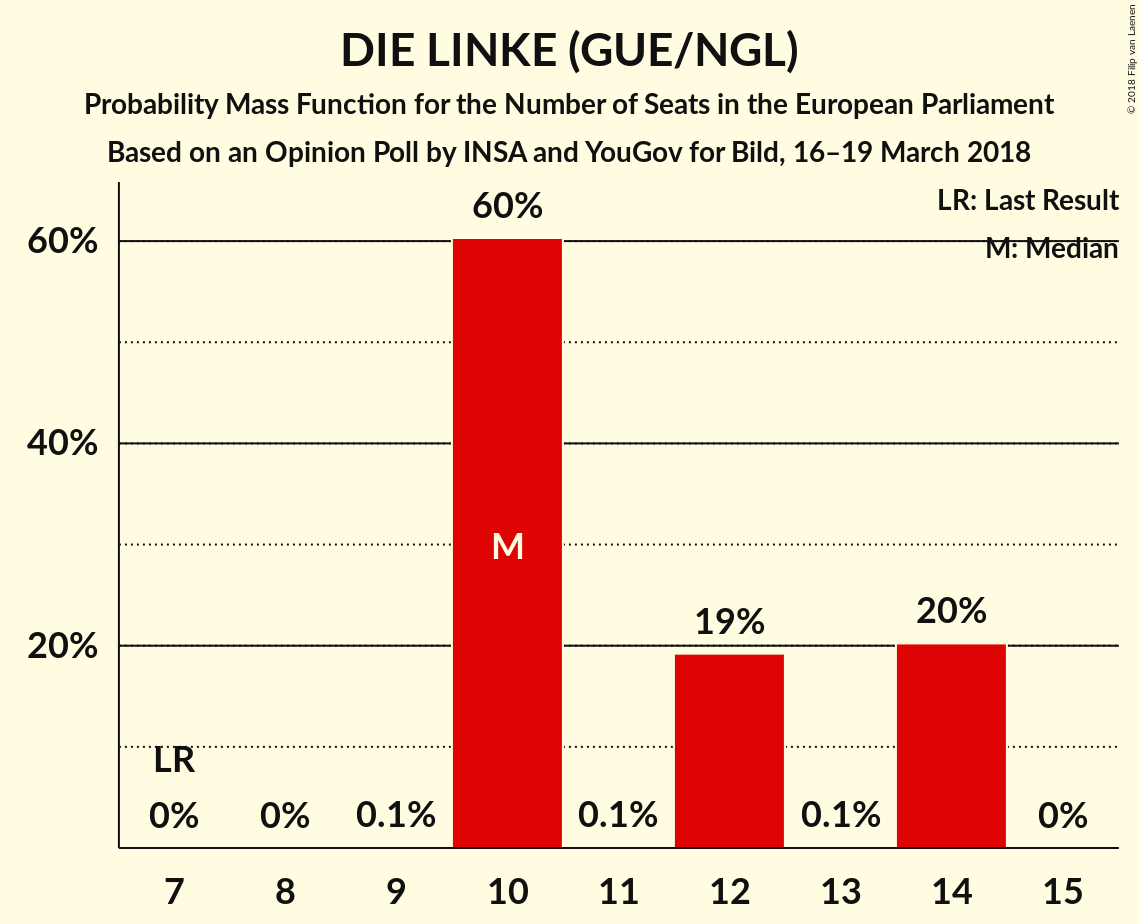 DIE LINKE (GUE/NGL)
Probability Mass Function for the Number of Seats in the European Parliament
Based on an Opinion Poll by INSA and YouGov for Bild, 16–19 March 2018
© 2018 Filip van Laenen
LR: Last Result
M: Median
60%
40%
20%
LR
0%
0%
0.1%
60%
M
0.1%
19%
0.1%
20%
0%
7 8 9 10 11 12 13 14 15